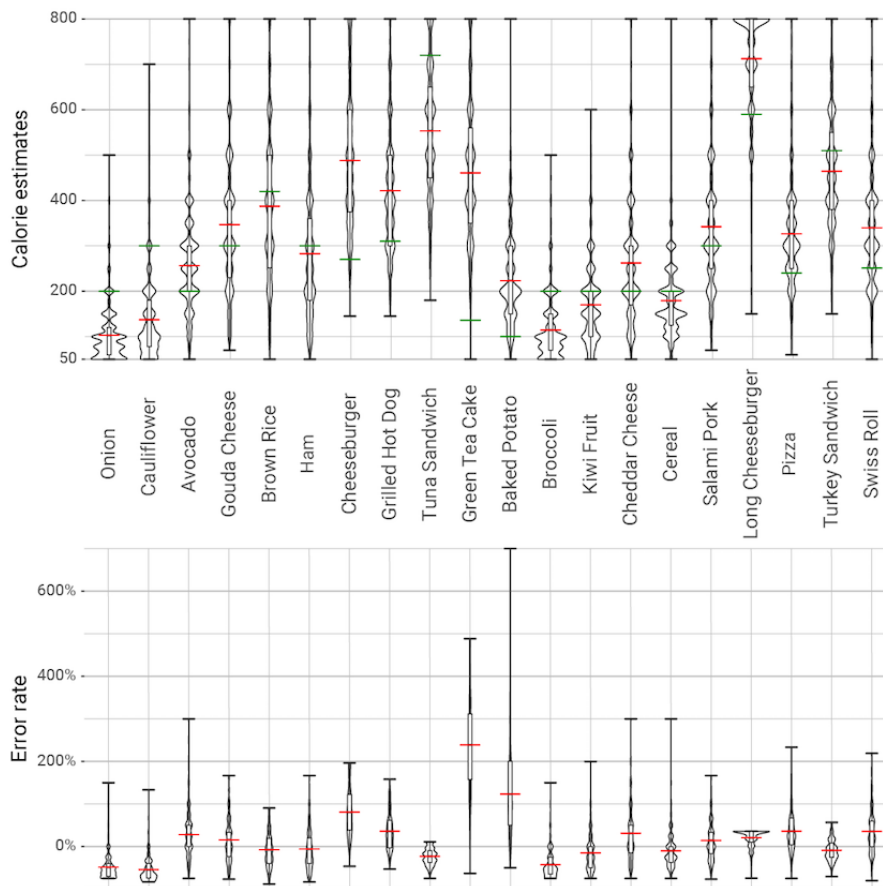 800
600
400
200
50
Calorie estimates
Onion
Cauliflower
Avocado
Gouda Cheese
Brown Rice
Ham
Cheeseburger
Grilled Hot Dog
Tuna Sandwich
Green Tea Cake
Baked Potato
Broccoli
Kiwi Fruit
Cheddar Cheese
Cereal
Salami Pork
Long Cheeseburger
Pizza
Turkey Sandwich
Swiss Roll
600%
400%
200%
0%
Error rate